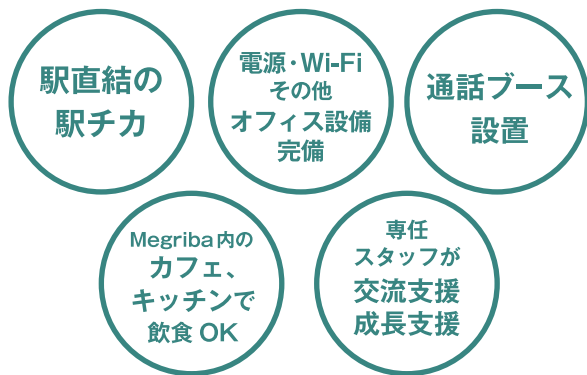 駅直結の
駅チカ
電源・Wi-Fi
その他
オフィス設備
完備
通話ブース
設置
Megriba内の
カフェ、
キッチンで
飲食 OK
専任
スタッフが
交流支援
成長支援